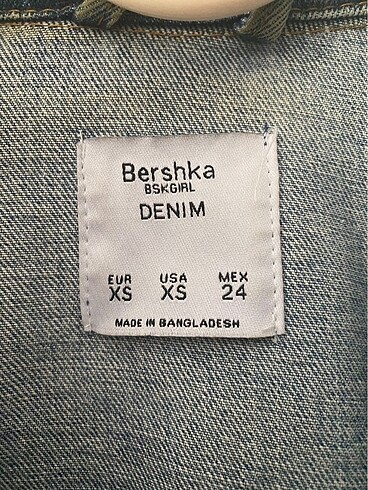 Bershka
BSKGIRL
DENIM
EUR USA MEX
XS XS 24
MADE IN BANGLADESH